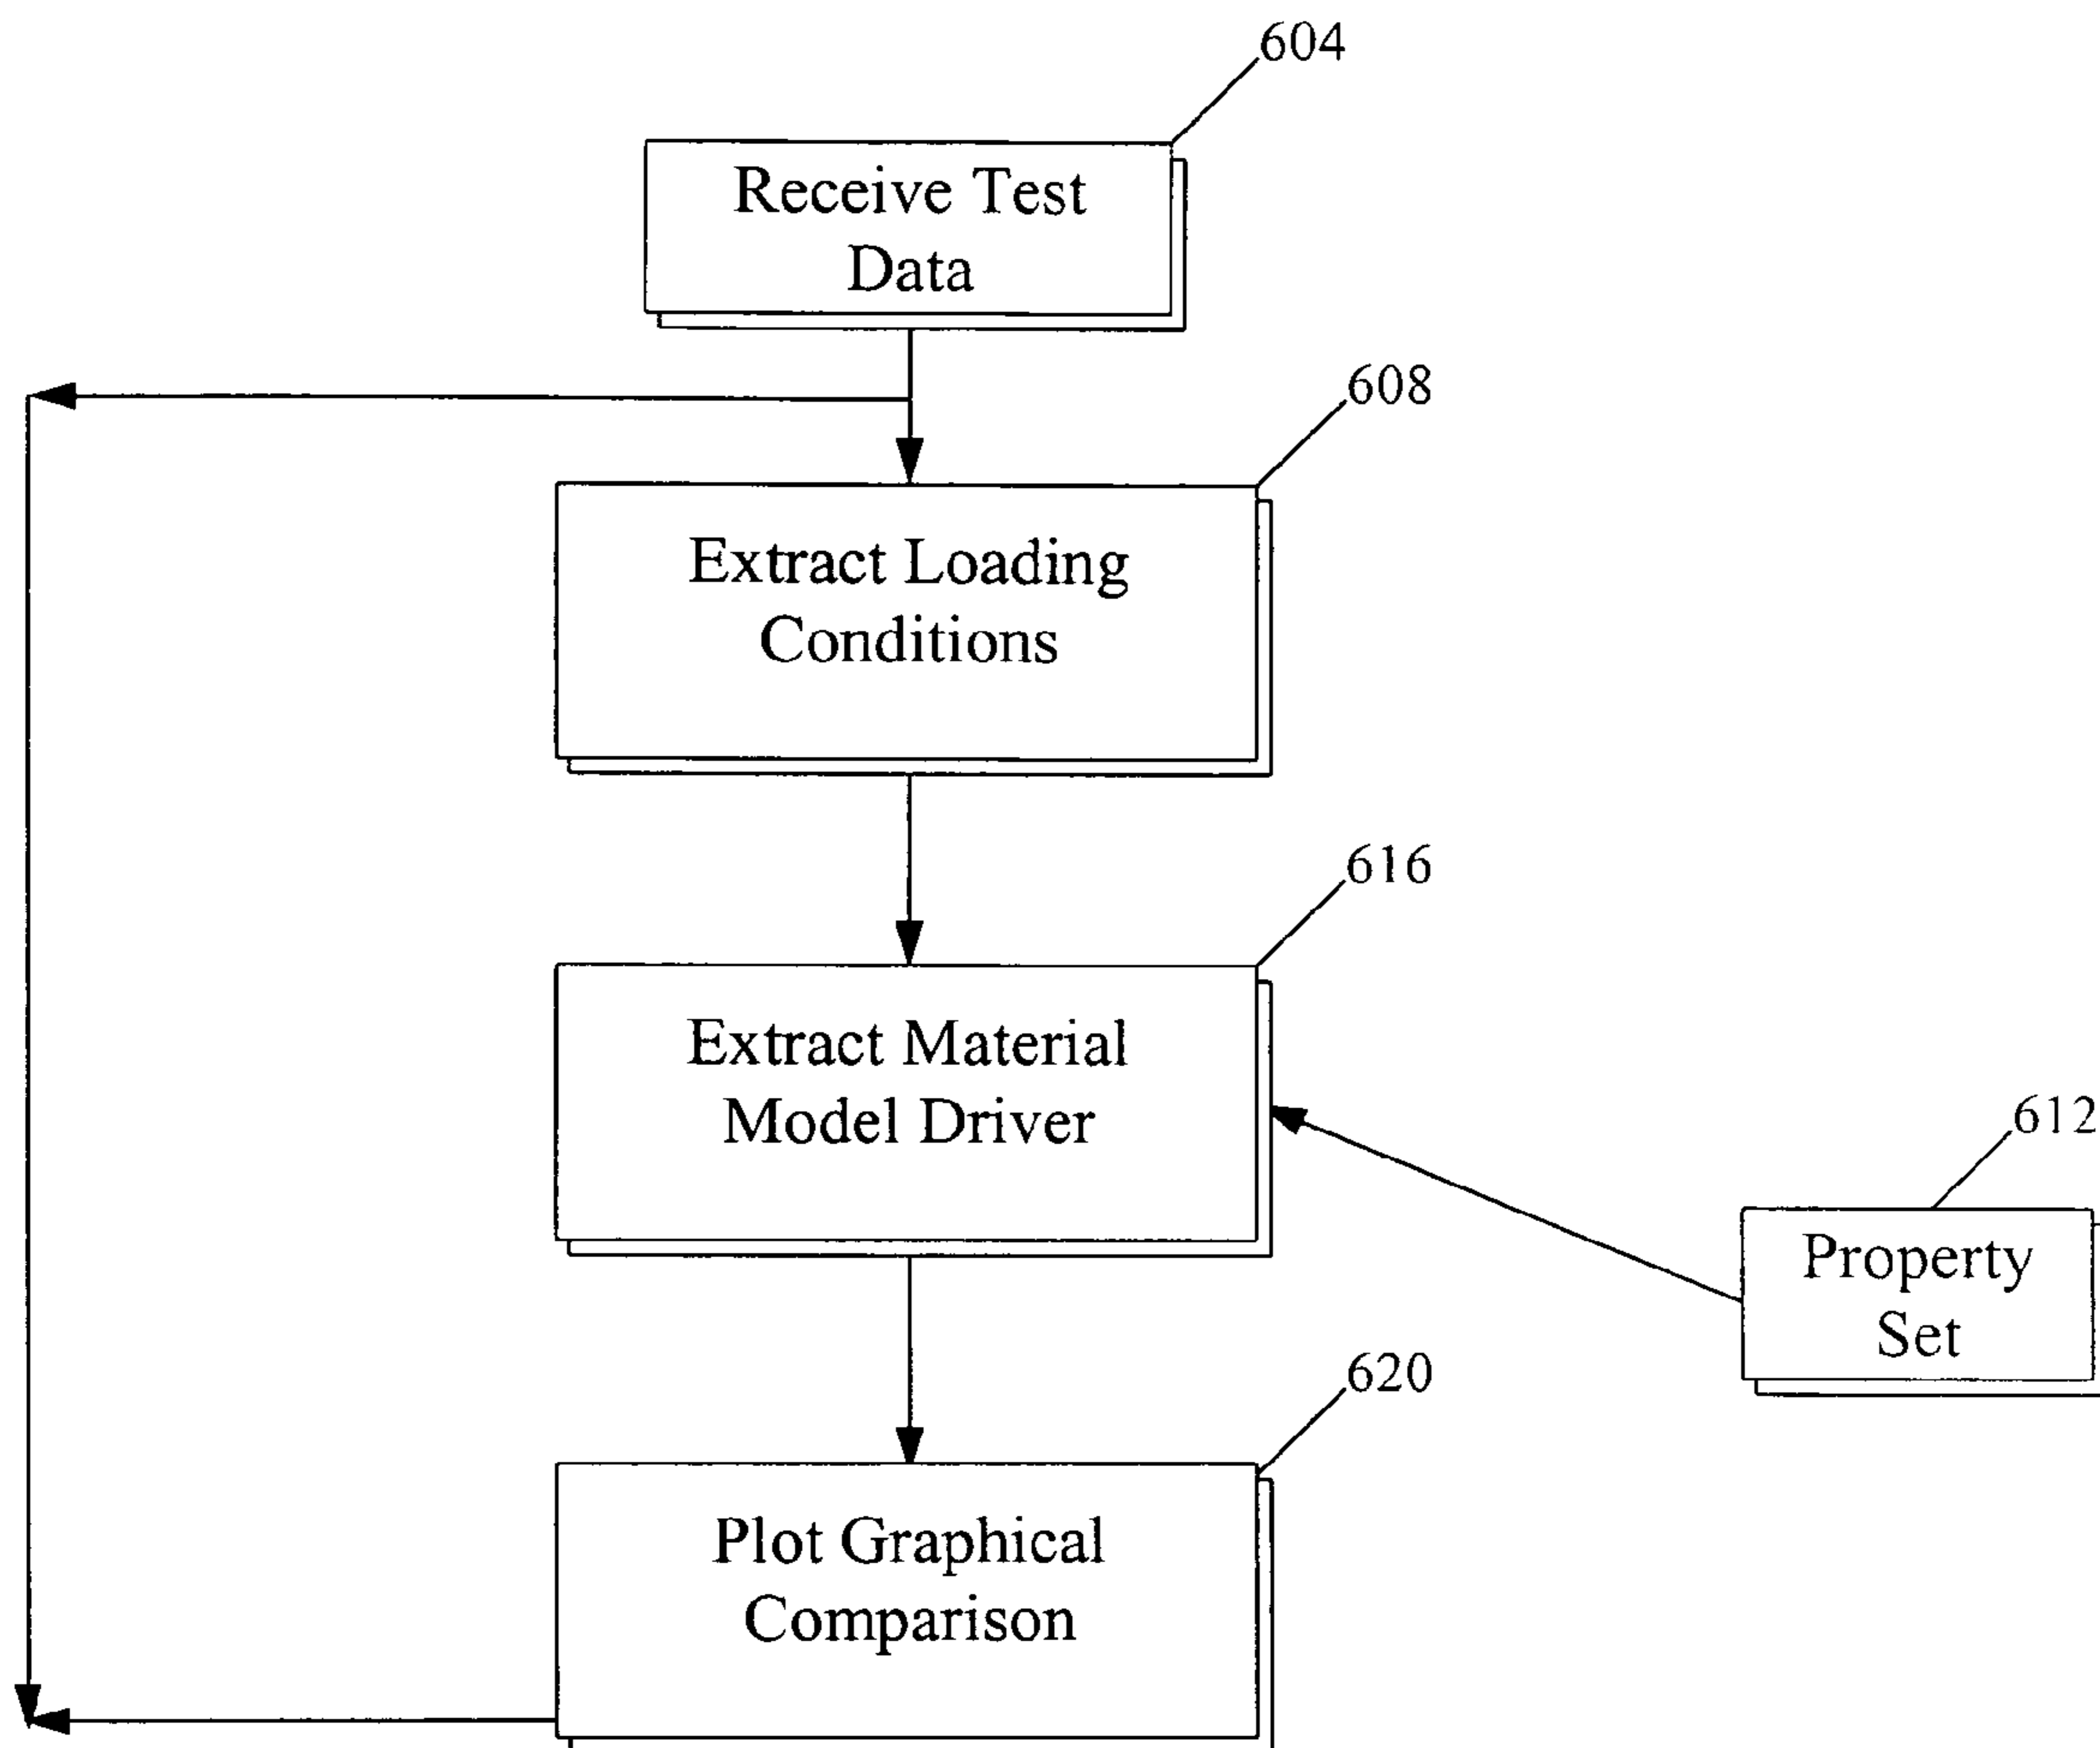 604
Receive Test
Data
608
Extract Loading
Conditions
616
Extract Material
Model Driver
612
Property
Set
620
Plot Graphical
Comparison